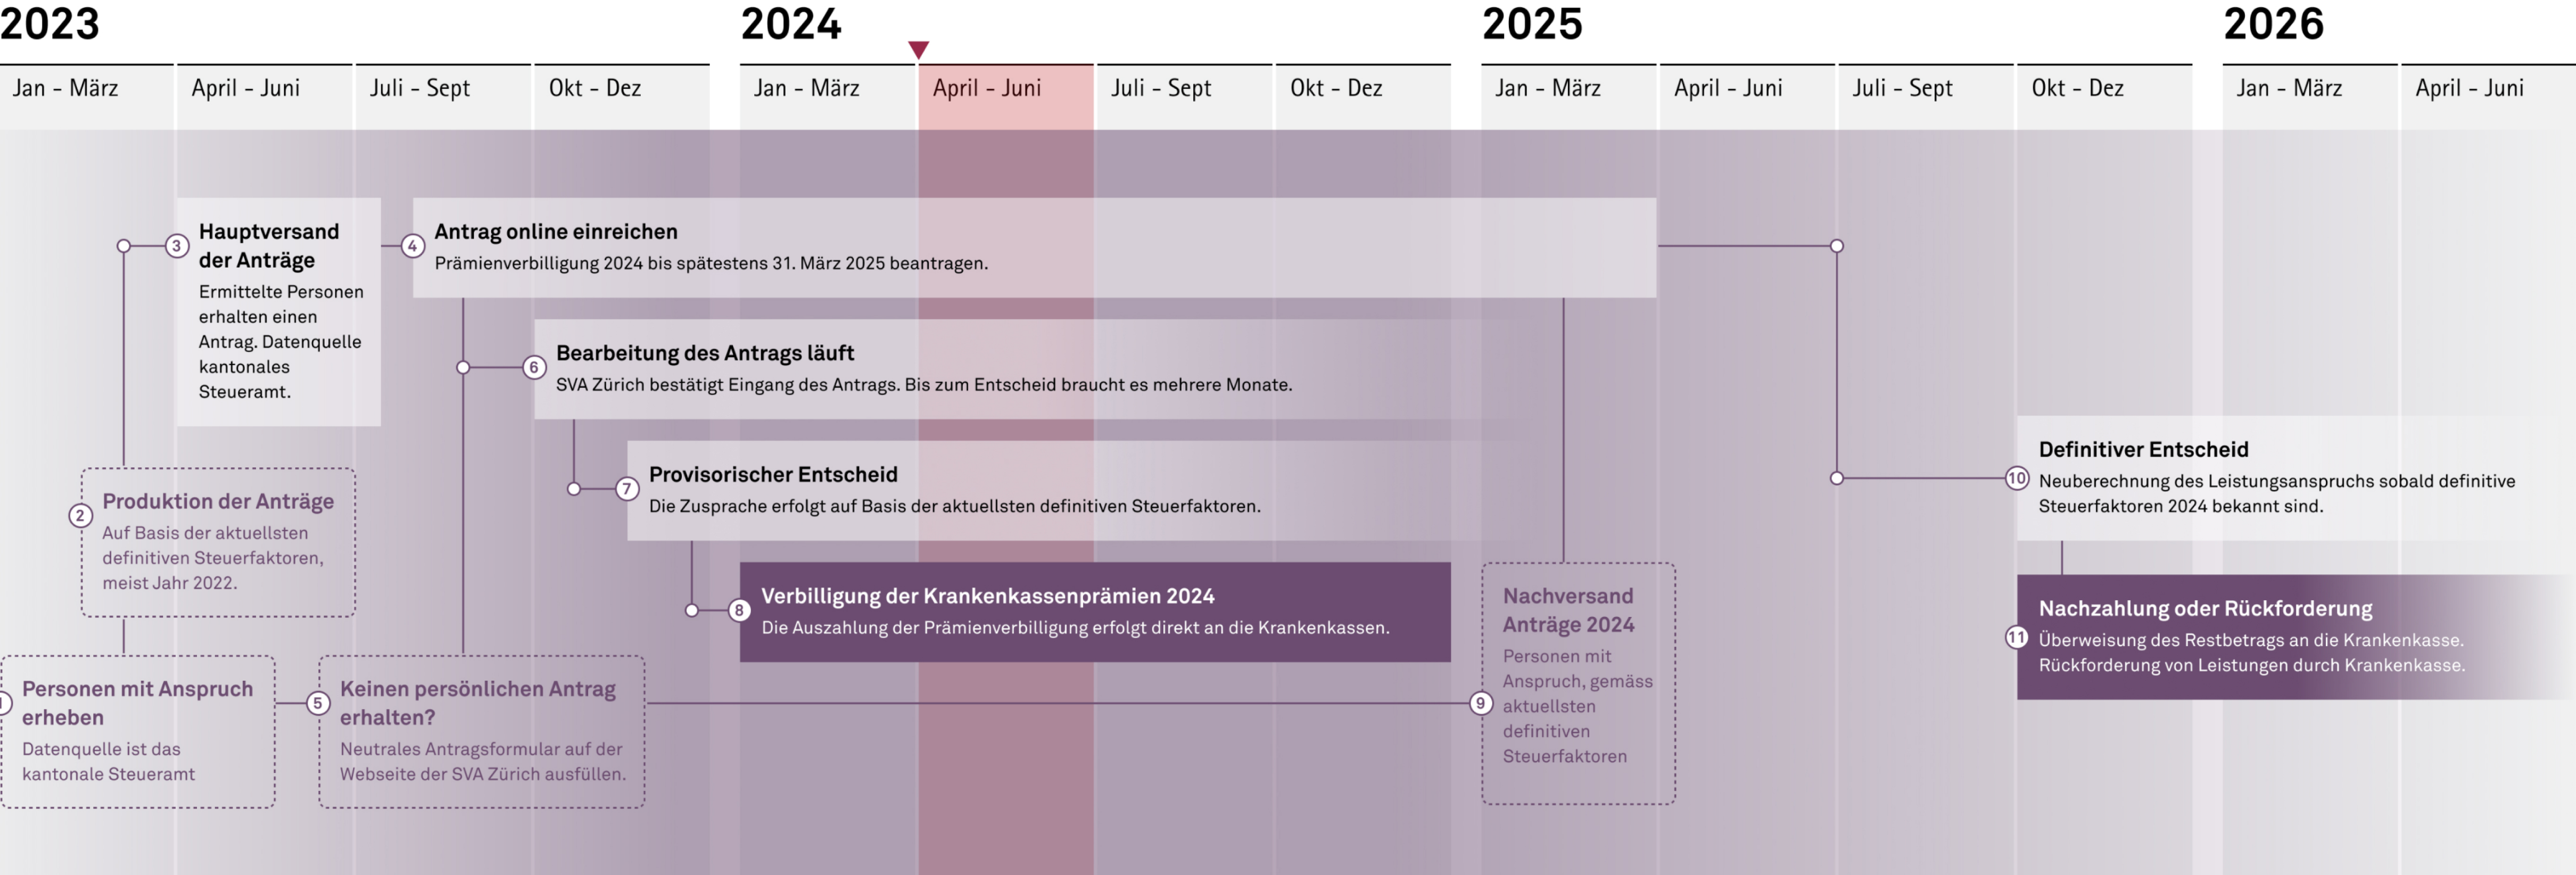 2023
2024
2025
2026
Jan - März
April - Juni
Juli - Sept
Okt - Dez
Jan - März
April - Juni
Juli - Sept
Okt - Dez
Jan - März
April - Juni
Juli - Sept
Okt - Dez
Jan - März
April - Juni
3
Hauptversand
der Anträge
Ermittelte Personen
erhalten einen
Antrag. Datenquelle
kantonales
Steueramt.
4
Antrag online einreichen
Prämienverbilligung 2024 bis spätestens 31. März 2025 beantragen.
6
Bearbeitung des Antrags läuft
SVA Zürich bestätigt Eingang des Antrags. Bis zum Entscheid braucht es mehrere Monate.
7
Provisorischer Entscheid
Die Zusprache erfolgt auf Basis der aktuellsten definitiven Steuerfaktoren.
10
Definitiver Entscheid
Neuberechnung des Leistungsanspruchs sobald definitive
Steuerfaktoren 2024 bekannt sind.
2
Produktion der Anträge
Auf Basis der aktuellsten
definitiven Steuerfaktoren,
meist Jahr 2022.
8
Verbilligung der Krankenkassenprämien 2024
Die Auszahlung der Prämienverbilligung erfolgt direkt an die Krankenkassen.
9
Nachversand
Anträge 2024
Personen mit
Anspruch, gemäss
aktuellsten
definitiven
Steuerfaktoren
11
Nachzahlung oder Rückforderung
Überweisung des Restbetrags an die Krankenkasse.
Rückforderung von Leistungen durch Krankenkasse.
Personen mit Anspruch
erheben
Datenquelle ist das
kantonale Steueramt
5
Keinen persönlichen Antrag
erhalten?
Neutrales Antragsformular auf der
Webseite der SVA Zürich ausfüllen.